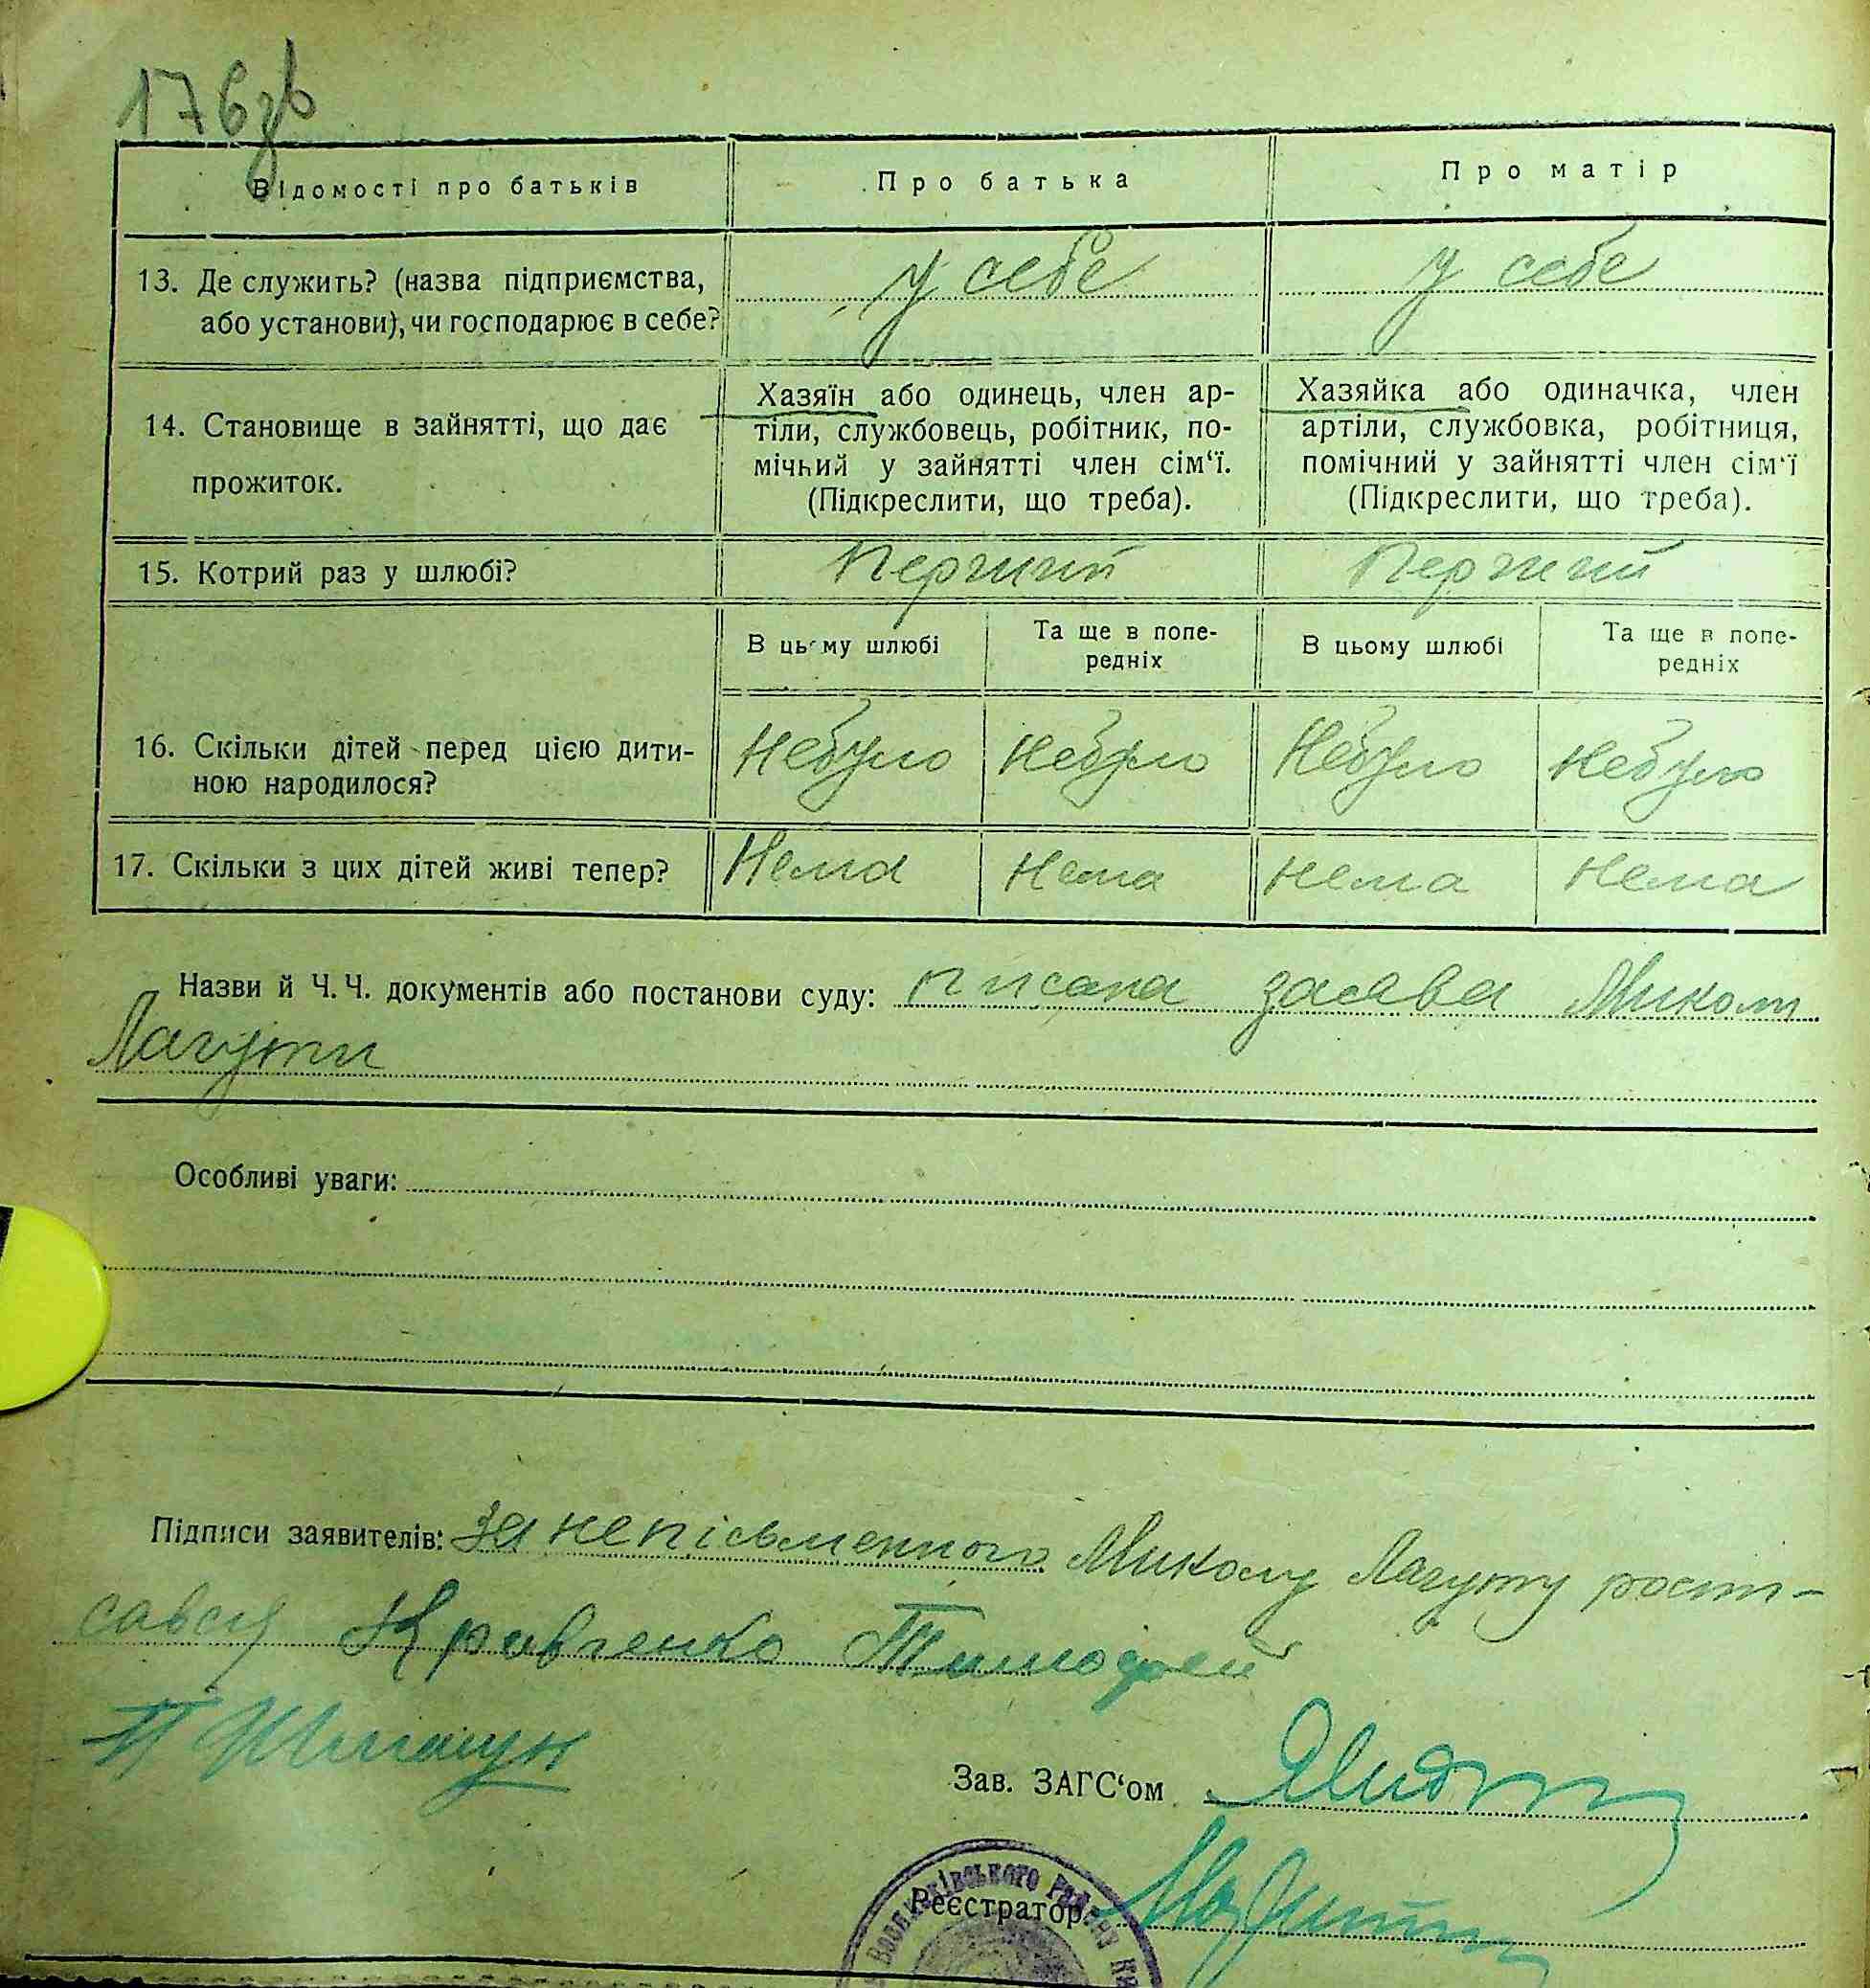 176зв
Відомості про батьків
Про батька
Про матір
13. Де служить? (назва підприємства,
або установи), чи господарює в себе?
у себе
у себе
14. Становище в зайнятті, що дає
прожиток.
Хазяїн або одинець, член ар-
тіли, службовець, робітник, по-
мічний у зайнятті член сім‘ї.
(Підкреслити, що треба).
Хазяйка або одиначка, член
артіли, службовка, робітниця,
помічний у зайнятті член сім‘ї
(Підкреслити, що треба).
15. Котрий раз у шлюбі?
Перший
Перший
В цьму шлюбі
Та ще в попе-
редніх
В цьому шлюбі
Та ще в попе-
редніх
16. Скільки дітей перед цією дити-
ною народилося?
Небуло
Небуло
Небуло
Небуло
17. Скільки з цих дітей живі тепер?
Нема
Нема
Нема
Нема
Назви й Ч.Ч. документів або постанови суду: писана заява Миколи
Лагути
Особливі уваги:
Підписи заявителів: За непісьменного Миколу Лагуту роспи-
савсу Кравченко Тимофей
Зав. ЗАГС‘ом
Реєстратор
РАЙОНУ